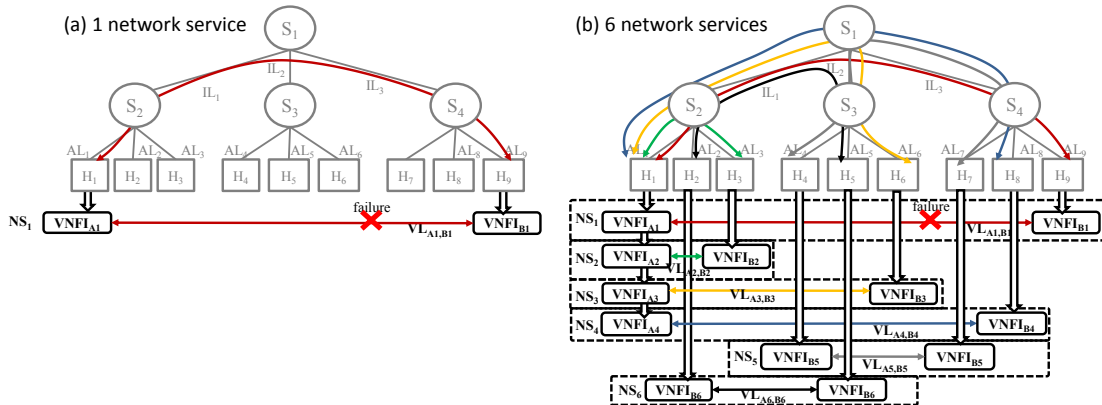 (a) 1 network service
S1
IL2
IL1
IL3
S2
S3
S4
AL1
AL2
AL3
AL4
AL5
AL6
AL7
AL8
AL9
H1
H2
H3
H4
H5
H6
H7
H8
H9
failure
NS1
VNFIA1
VLA1,B1
VNFIB1
(b) 6 network services
S1
IL2
IL1
IL3
S2
S3
S4
AL1
AL2
AL3
AL4
AL5
AL6
AL7
AL8
AL9
H1
H2
H3
H4
H5
H6
H7
H8
H9
failure
NS1
VNFIA1
VLA1,B1
VNFIB1
NS2
VNFIA2
VLA2,B2
VNFIB2
NS3
VNFIA3
VLA3,B3
VNFIB3
NS4
VNFIA4
VLA4,B4
VNFIB4
NS5
VNFIB5
VLA5,B5
VNFIB5
NS6
VNFIB6
VLA6,B6
VNFIB6